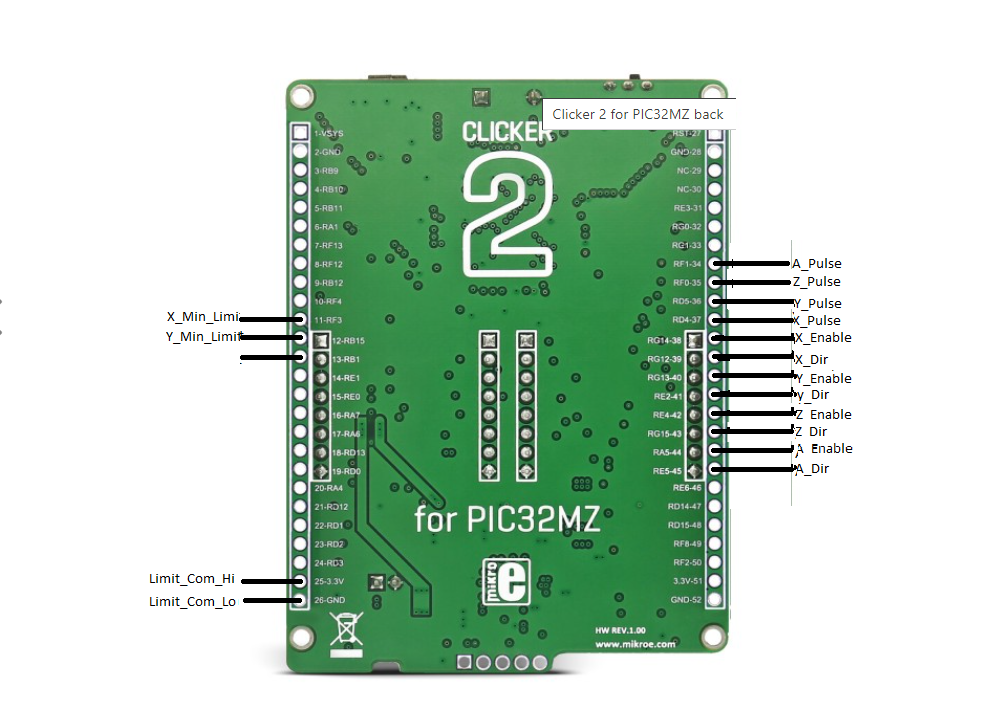 Clicker 2 for PIC32MZ back
CLICKER
2
1-VSYS
2-GND
3-RB9
4-RB10
5-RB11
6-RA1
7-RF13
8-RF12
9-RB12
10-RF4
11-RF3
12-RB15
13-RB1
14-RE1
15-RE0
16-RA7
17-RA6
18-RD13
19-RD0
20-RA4
21-RD12
22-RD1
23-RD2
24-RD3
25-3.3V
26-GND
RST-27
GND-28
NC-29
NC-30
RE3-31
RG0-32
RG1-33
RF1-34
RF0-35
RD5-36
RD4-37
RG14-38
RG12-39
RG13-40
RE2-41
RE4-42
RG15-43
RA5-44
RE5-45
RE6-46
RD14-47
RD15-48
RF8-49
RF2-50
3.3V-51
GND-52
X_Min_Limi
Y_Min_Limit
Limit_Com_Hi
Limit_Com_Lo
A_Pulse
Z_Pulse
Y_Pulse
X_Pulse
X_Enable
X_Dir
Y_Enable
y_Dir
Z_Enable
Z_Dir
A_Enable
A_Dir
for PIC32MZ
mikro
e
HW REV.1.00
www.mikroe.com